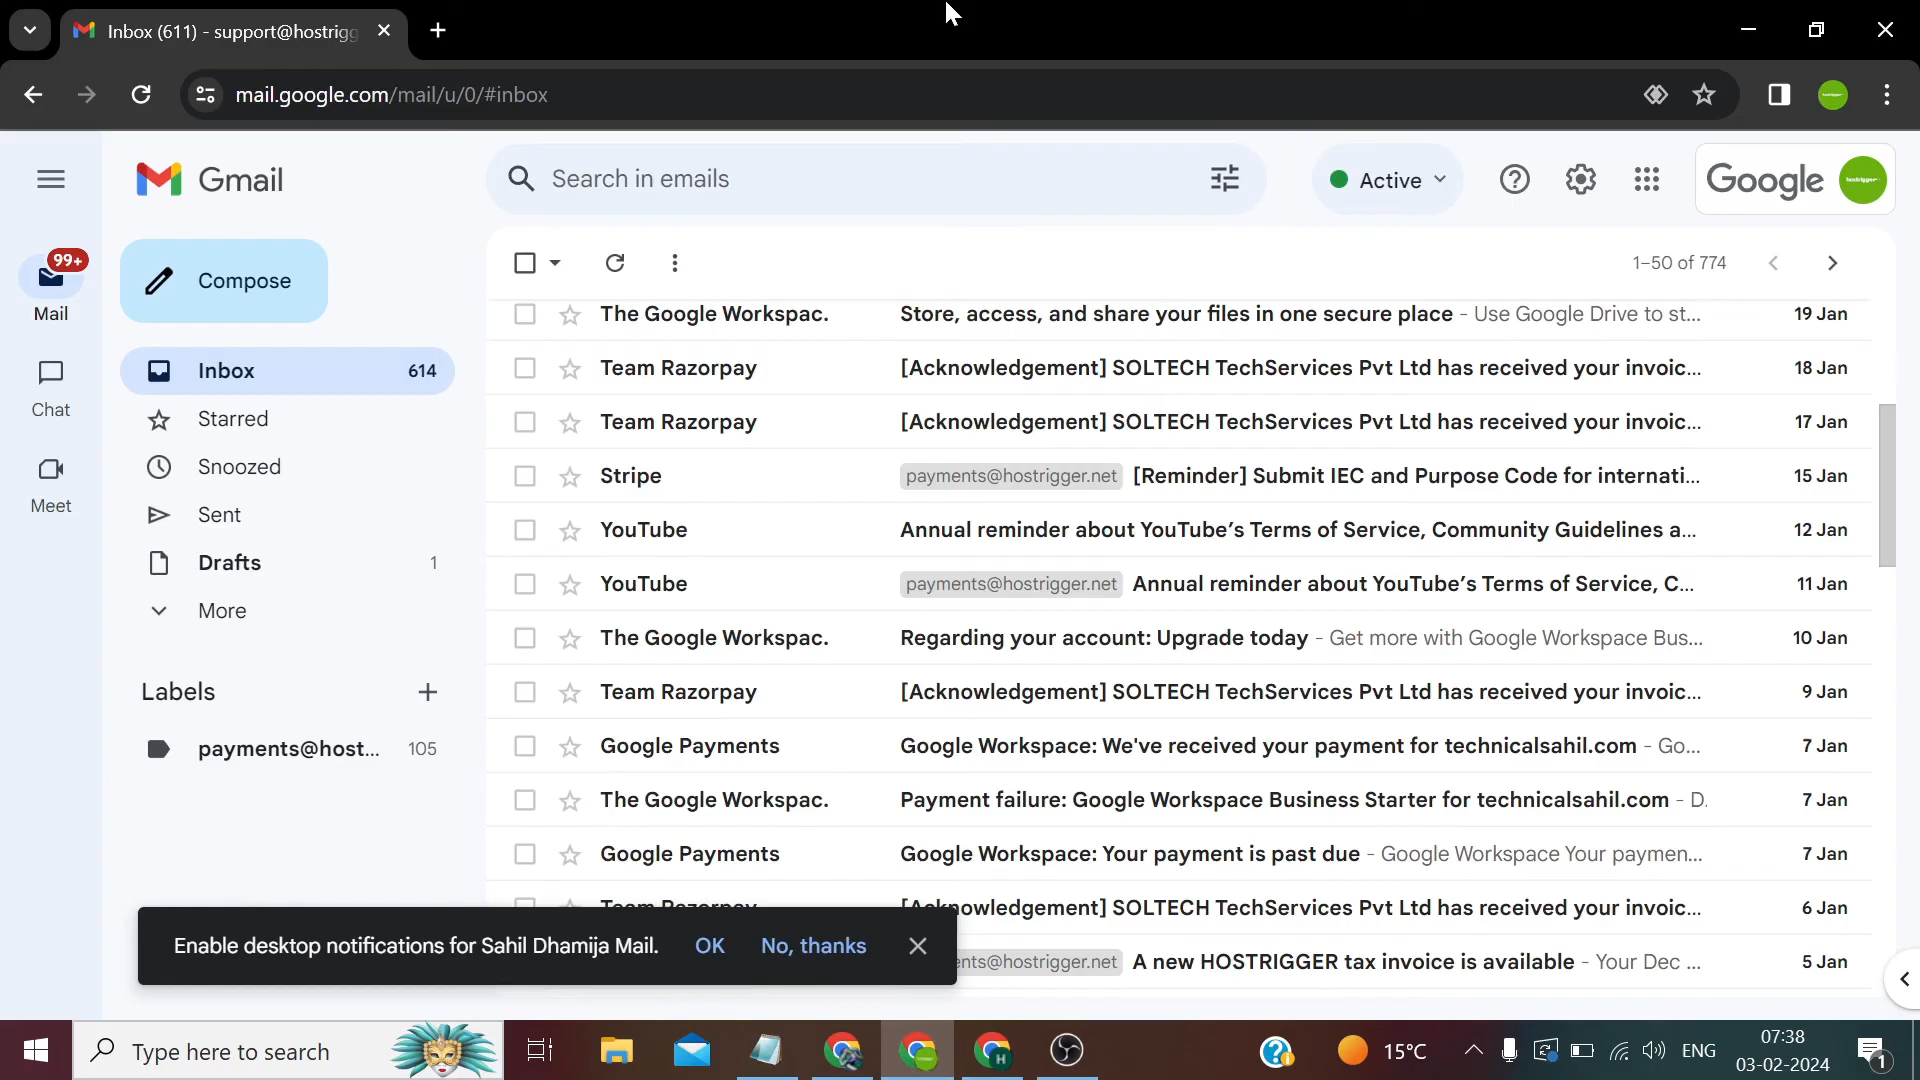 Inbox (611) - support@hostrigg
mail.google.com/mail/u/0/#inbox
Gmail
Search in emails
Active
Google
hostrigger
99+
Mail
Chat
Meet
Compose
Inbox 614
Starred
Snoozed
Sent
Drafts 1
More
Labels
payments@host... 105
1–50 of 774
The Google Workspac. Store, access, and share your files in one secure place - Use Google Drive to st... 19 Jan
Team Razorpay [Acknowledgement] SOLTECH TechServices Pvt Ltd has received your invoic... 18 Jan
Team Razorpay [Acknowledgement] SOLTECH TechServices Pvt Ltd has received your invoic... 17 Jan
Stripe payments@hostrigger.net [Reminder] Submit IEC and Purpose Code for internati... 15 Jan
YouTube Annual reminder about YouTube’s Terms of Service, Community Guidelines a... 12 Jan
YouTube payments@hostrigger.net Annual reminder about YouTube’s Terms of Service, C... 11 Jan
The Google Workspac. Regarding your account: Upgrade today - Get more with Google Workspace Bus... 10 Jan
Team Razorpay [Acknowledgement] SOLTECH TechServices Pvt Ltd has received your invoic... 9 Jan
Google Payments Google Workspace: We've received your payment for technicalsahil.com - Go... 7 Jan
The Google Workspac. Payment failure: Google Workspace Business Starter for technicalsahil.com - D. 7 Jan
Google Payments Google Workspace: Your payment is past due - Google Workspace Your paymen... 7 Jan
Team Razorpay [Acknowledgement] SOLTECH TechServices Pvt Ltd has received your invoic... 6 Jan
ents@hostrigger.net A new HOSTRIGGER tax invoice is available - Your Dec ... 5 Jan
Enable desktop notifications for Sahil Dhamija Mail. OK No, thanks
Type here to search
H
15°C
ENG
07:38
03-02-2024
1